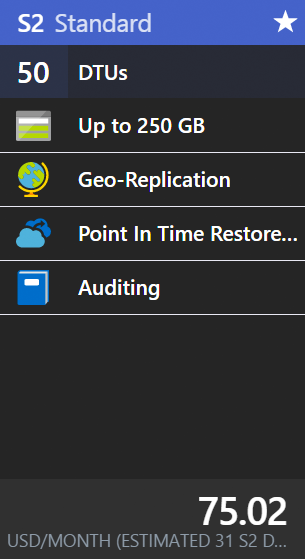 S2 Standard
50 DTUs
Up to 250 GB
Geo-Replication
Point In Time Restore...
Auditing
75.02
USD/MONTH (ESTIMATED 31 S2 D...